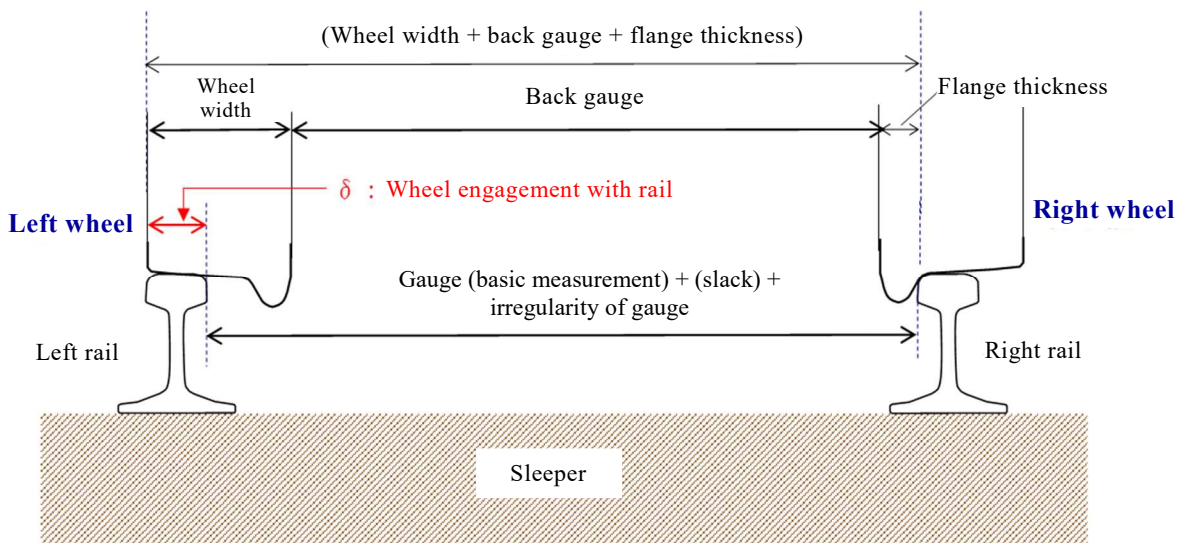 (Wheel width + back gauge + flange thickness)
Wheel
width
Back gauge
Flange thickness
δ : Wheel engagement with rail
Left wheel
Right wheel
Gauge (basic measurement) + (slack) +
irregularity of gauge
Left rail
Right rail
Sleeper